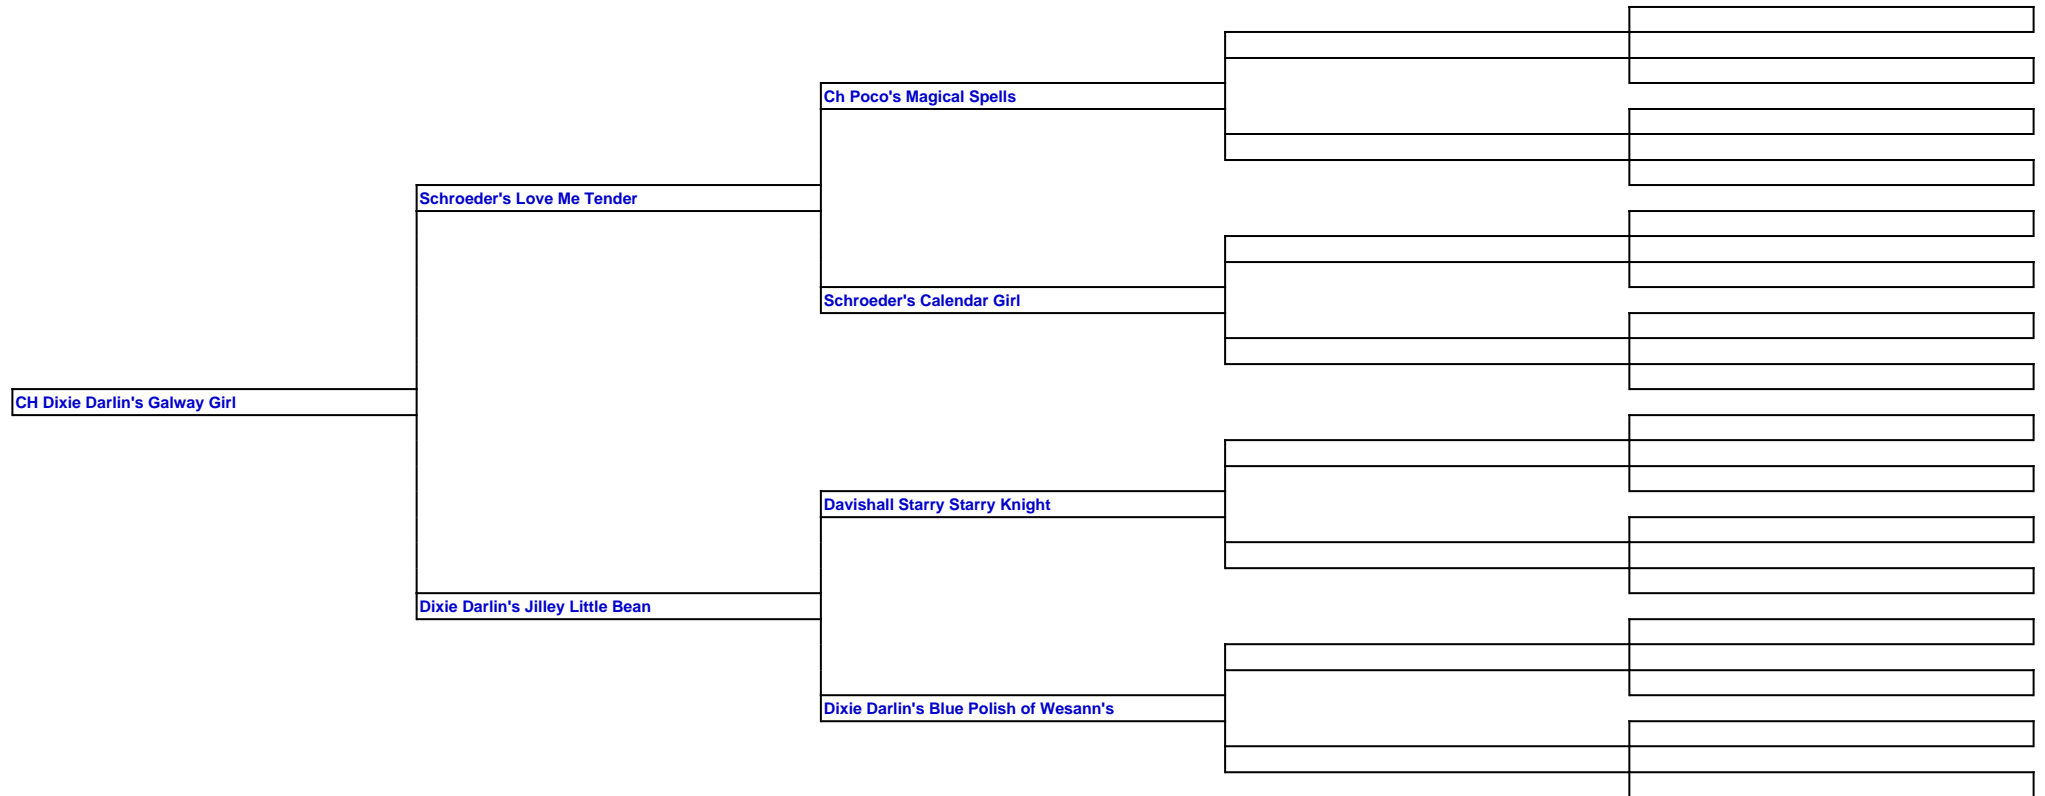 Ch Poco's Magical Spells
Schroeder's Love Me Tender
Schroeder's Calendar Girl
CH Dixie Darlin's Galway Girl
Davishall Starry Starry Knight
Dixie Darlin's Jilley Little Bean
Dixie Darlin's Blue Polish of Wesann's